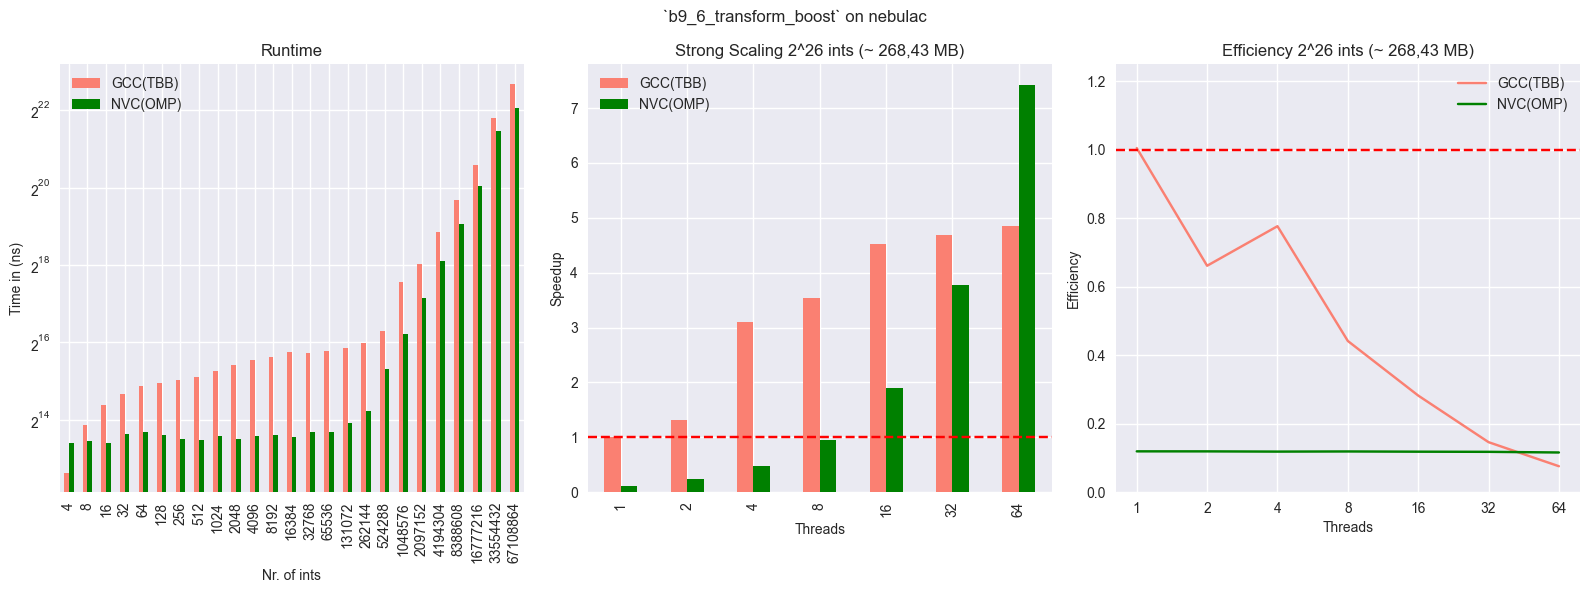 `b9_6_transform_boost` on nebulac
Runtime
GCC(TBB)
NVC(OMP)
Time in (ns)
2^22
2^20
2^18
2^16
2^14
4 8 16 32 64 128 256 512 1024 2048 4096 8192 16384 32768 65536 131072 262144 524288 1048576 2097152 4194304 8388608 16777216 33554432 67108864
Nr. of ints
Strong Scaling 2^26 ints (~ 268,43 MB)
GCC(TBB)
NVC(OMP)
Speedup
7
6
5
4
3
2
1
0
1 2 4 8 16 32 64
Threads
Efficiency 2^26 ints (~ 268,43 MB)
GCC(TBB)
NVC(OMP)
Efficiency
1.2
1.0
0.8
0.6
0.4
0.2
0.0
1 2 4 8 16 32 64
Threads